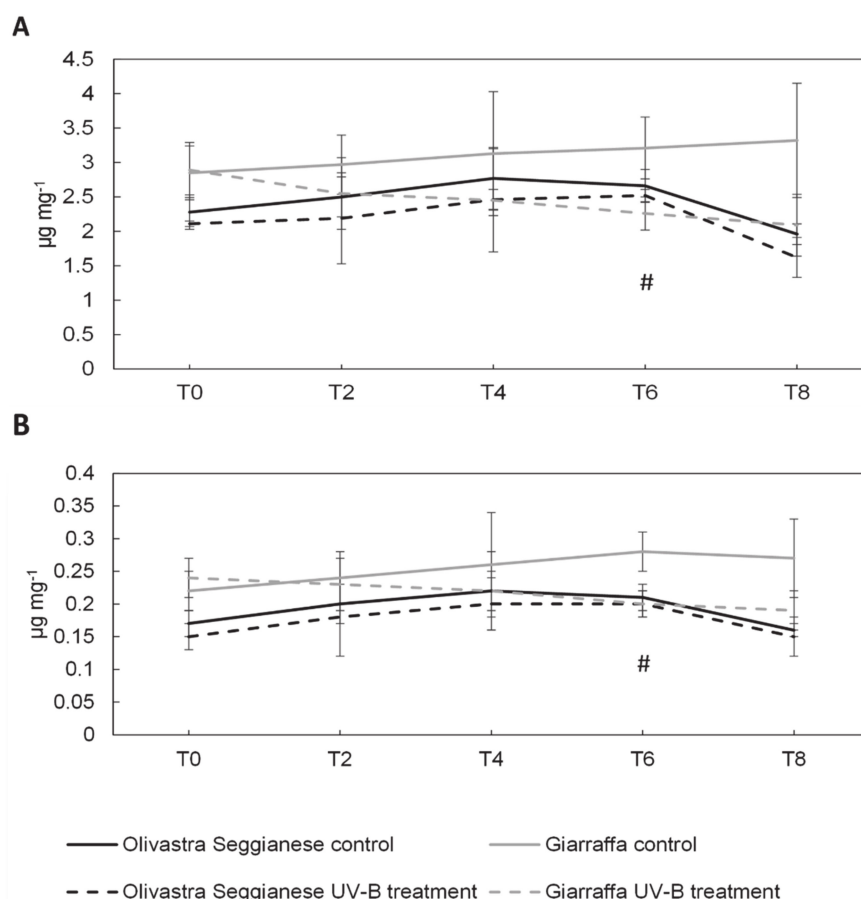 A
4.5
4
3.5
3
2.5
2
1.5
1
0.5
0
µg mg-1
#
T0 T2 T4 T6 T8
B
0.4
0.35
0.3
0.25
0.2
0.15
0.1
0.05
0
µg mg-1
#
T0 T2 T4 T6 T8
Olivastra Seggianese control Giarraffa control
Olivastra Seggianese UV-B treatment Giarraffa UV-B treatment